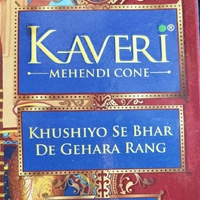 KAVERI®
MEHENDI CONE
KHUSHIYO SE BHAR
DE GEHARA RANG